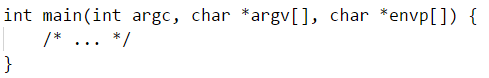 int main(int argc, char *argv[], char *envp[]) {
    /* ... */
}